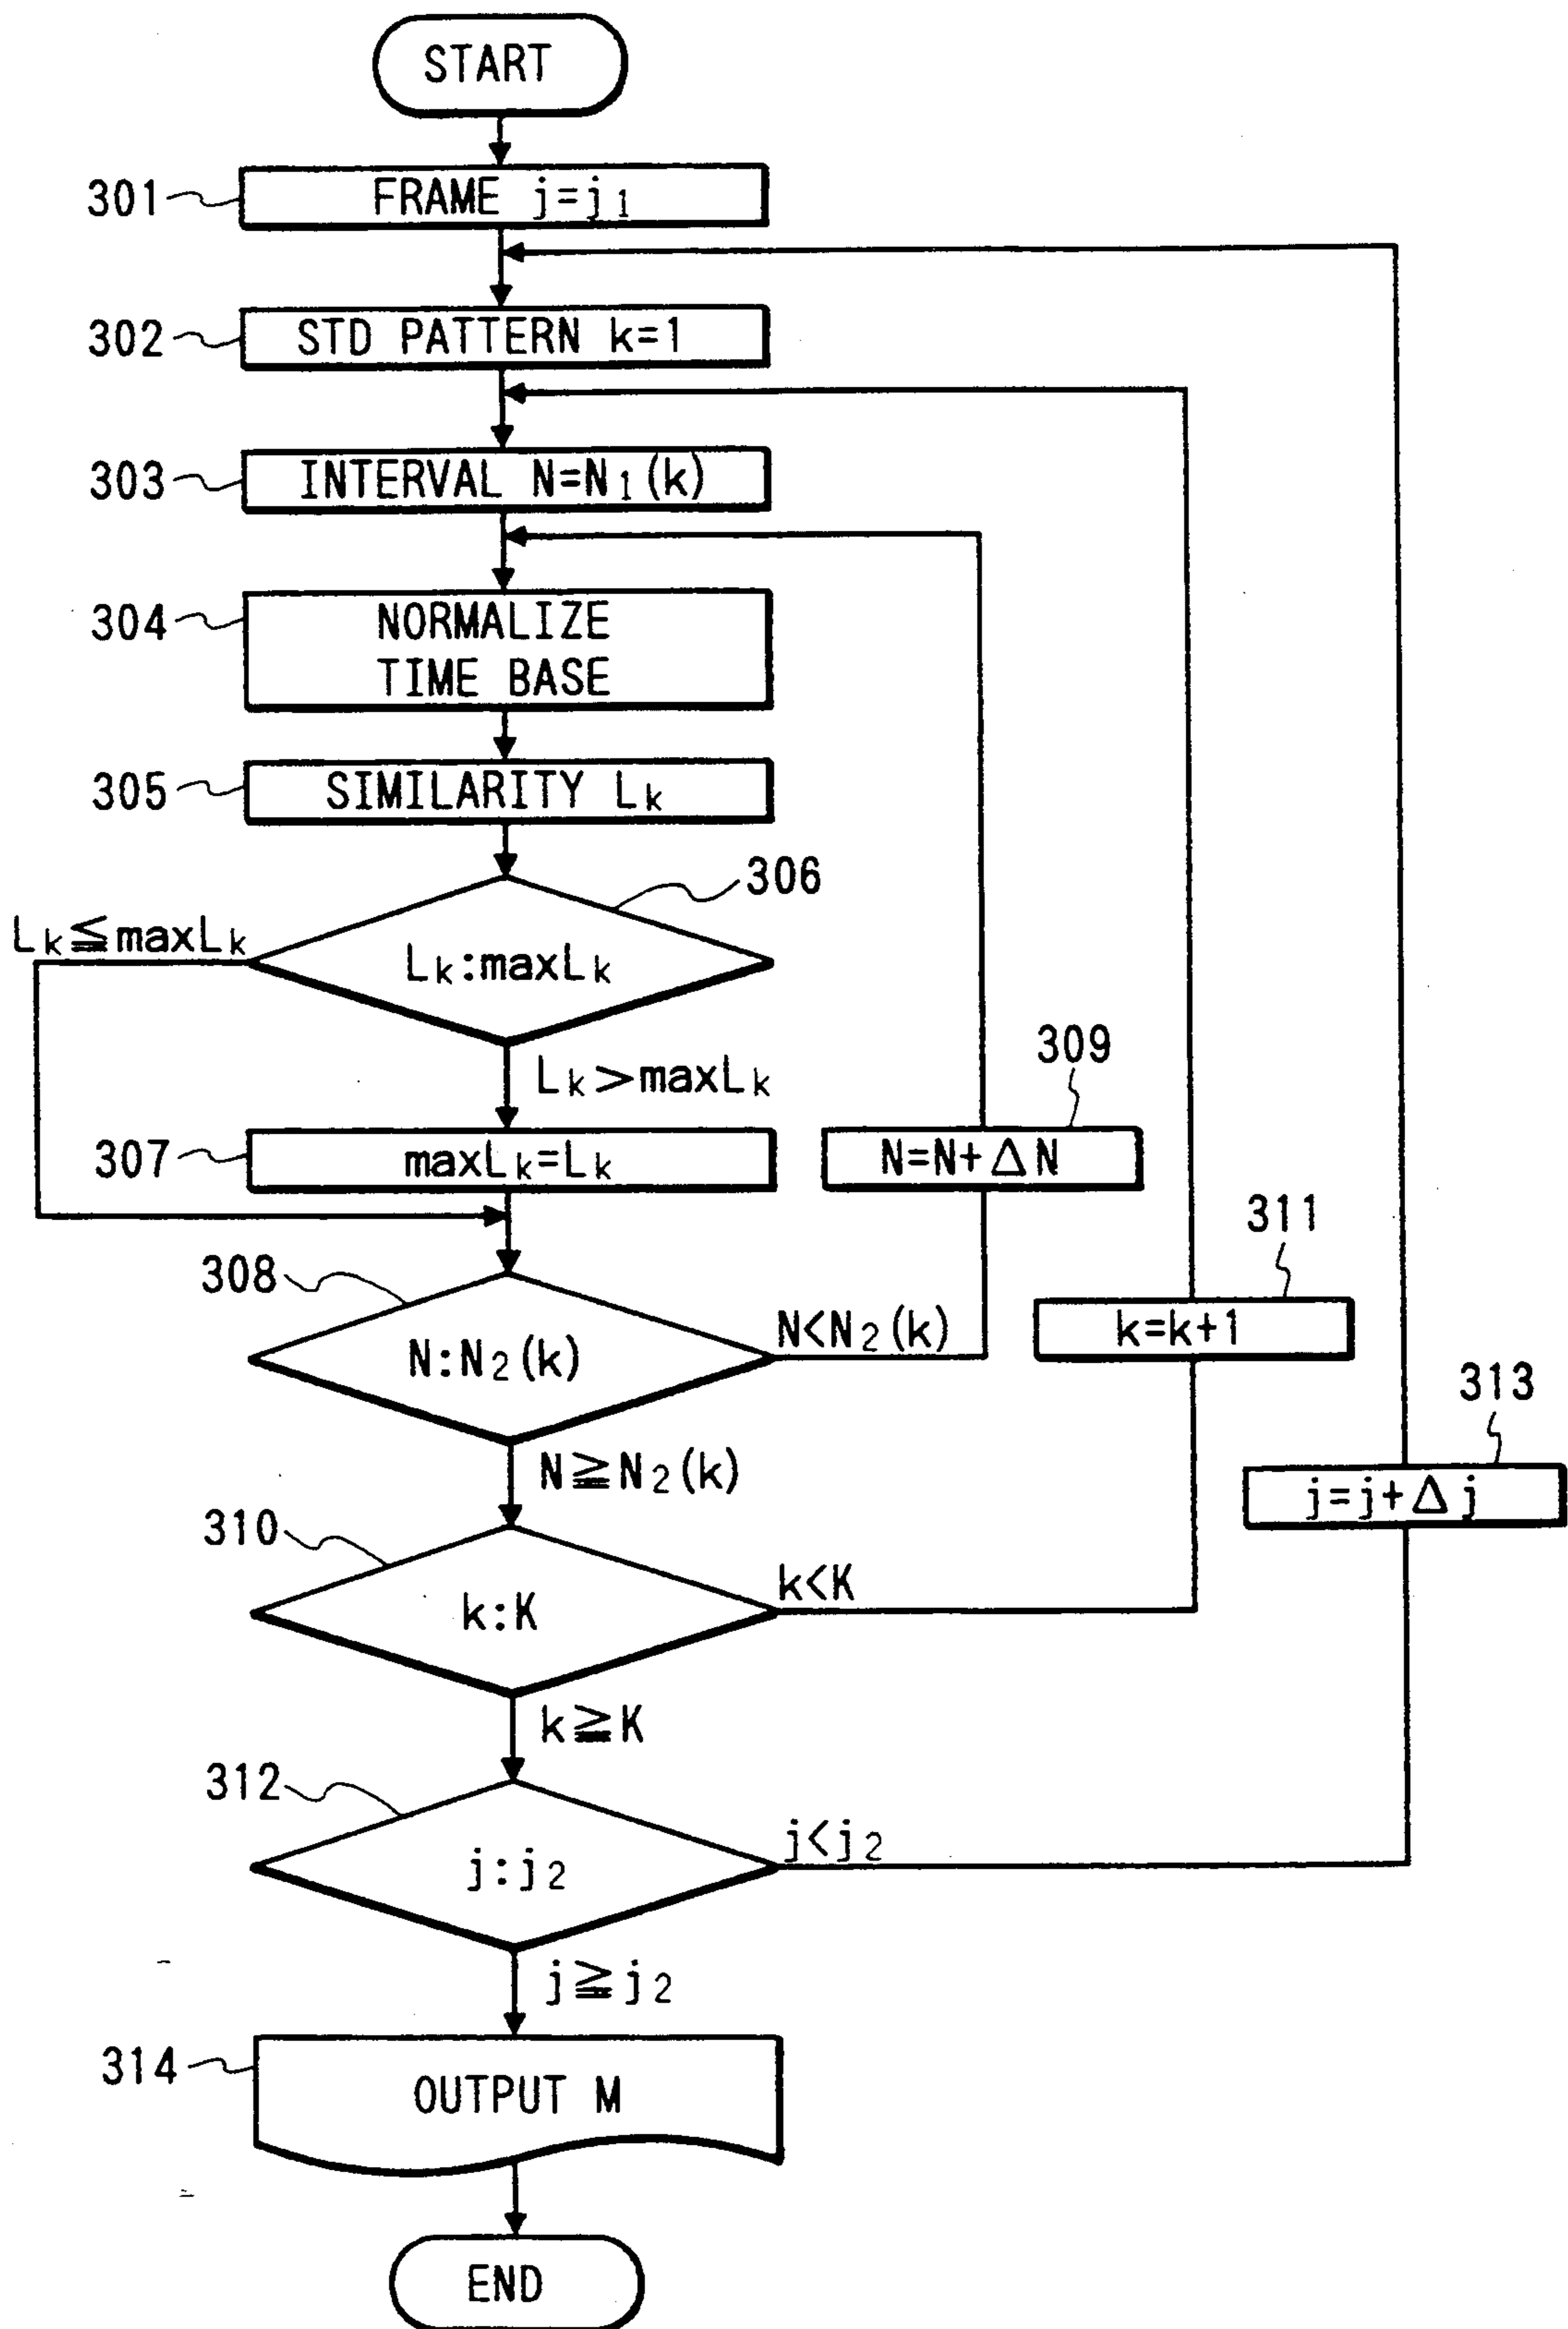 START
301
FRAME j=j1
302
STD PATTERN k=1
303
INTERVAL N=N1(k)
304
NORMALIZE
TIME BASE
305
SIMILARITY Lk
306
Lk≦maxLk
Lk:maxLk
309
Lk>maxLk
307
maxLk=Lk
N=N+ΔN
311
308
N<N2(k)
k=k+1
N:N2(k)
313
N≧N2(k)
j=j+Δj
310
k<K
k:K
k≧K
312
j<j2
j:j2
j≧j2
314
OUTPUT M
END